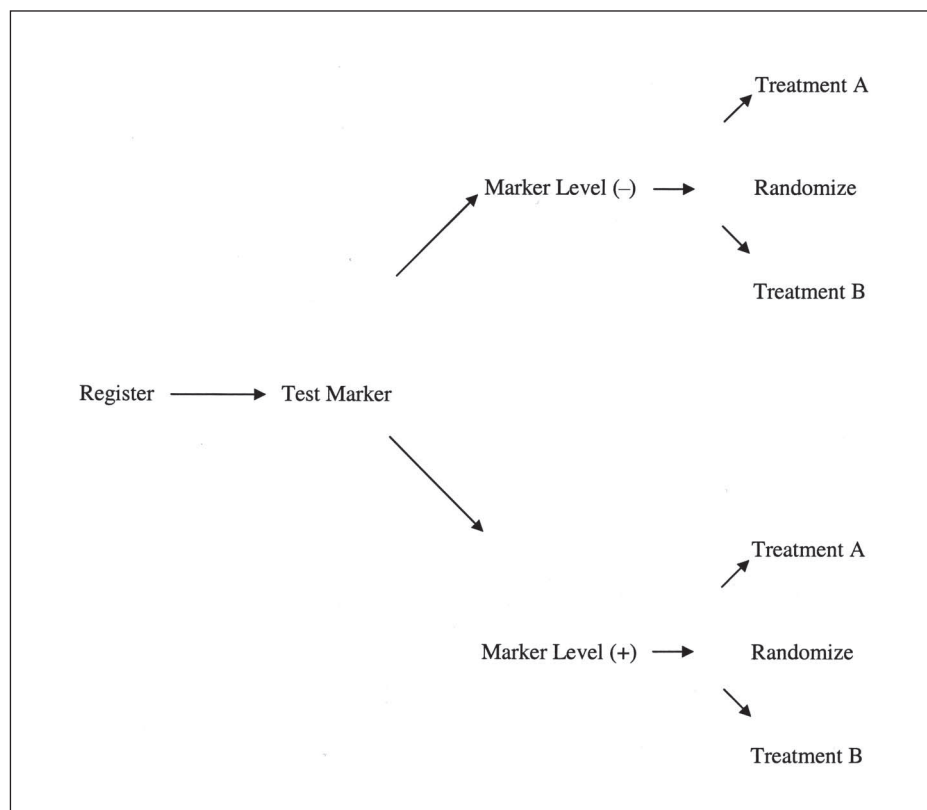 Treatment A
Marker Level (–)
Randomize
Treatment B
Register
Test Marker
Treatment A
Marker Level (+)
Randomize
Treatment B